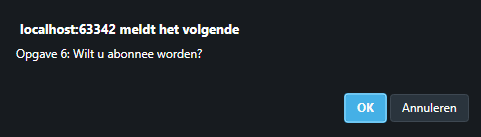 localhost:63342 meldt het volgende
Opgave 6: Wilt u abonnee worden?
OK Annuleren